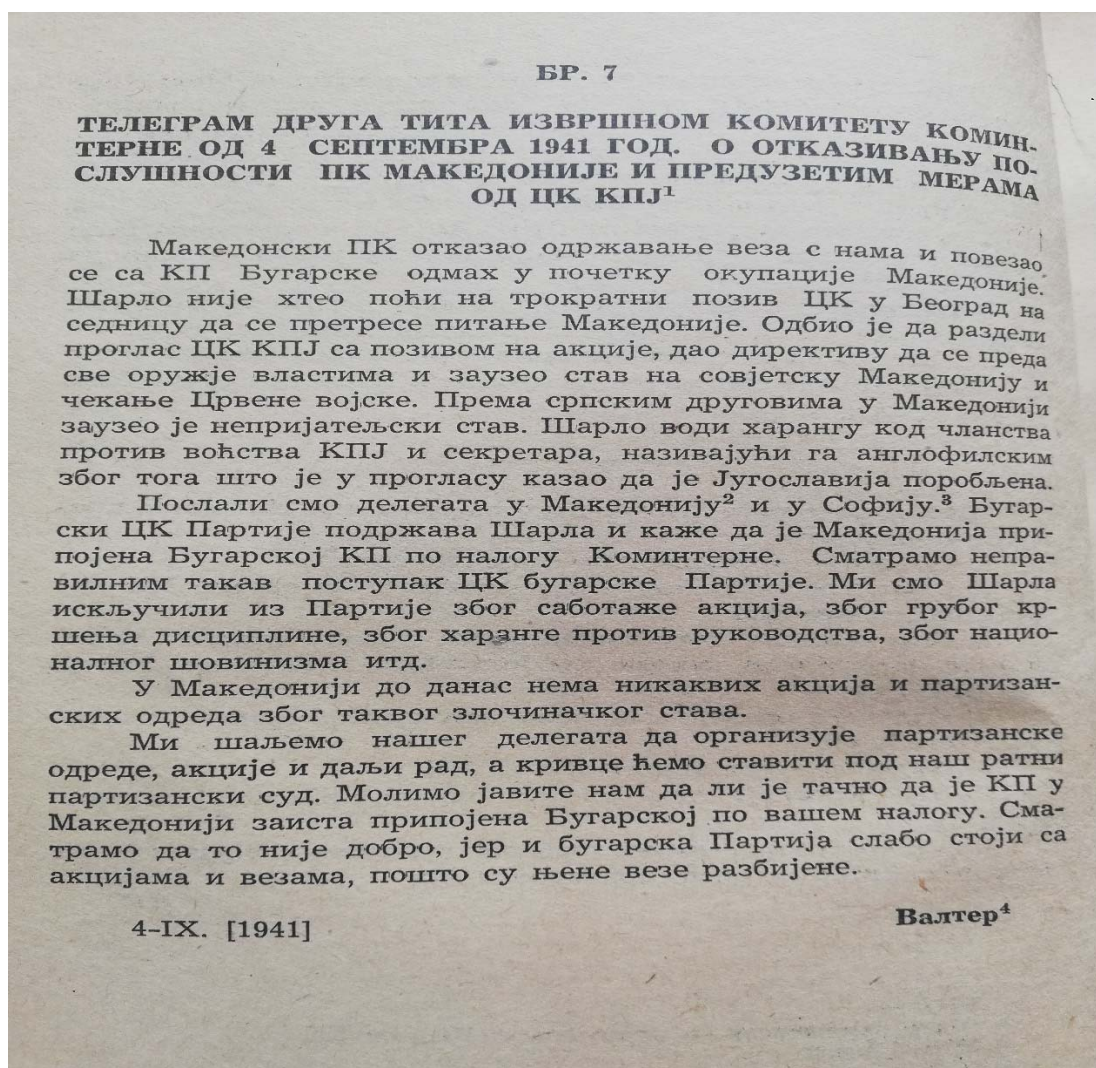 БР. 7
ТЕЛЕГРАМ ДРУГА ТИТА ИЗВРШНОМ КОМИТЕТУ КОМИН-
ТЕРНЕ ОД 4 СЕПТЕМБРА 1941 ГОД. О ОТКАЗИВАЊУ ПО-
СЛУШНОСТИ ПК МАКЕДОНИЈЕ И ПРЕДУЗЕТИМ МЕРАМА
ОД ЦК КПЈ¹
Македонски ПК отказао одржавање веза с нама и повезао
се са КП Бугарске одмах у почетку окупације Македоније.
Шарло није хтео поћи на трократни позив ЦК у Београд на
седницу да се претресе питање Македоније. Одбио је да раздели
проглас ЦК КПЈ са позивом на акције, дао директиву да се преда
све оружје властима и заузео став на совјетску Македонију и
чекање Црвене војске. Према српским друговима у Македонији
заузео је непријатељски став. Шарло води харангу код чланства
против воћства КПЈ и секретара, називајући га англофилским
због тога што је у прогласу казао да је Југославија поробљена.
Послали смо делегата у Македонију² и у Софију.³ Бугар-
ски ЦК Партије подржава Шарла и каже да је Македонија при-
појена Бугарској КП по налогу Коминтерне. Сматрамо непра-
вилним такав поступак ЦК бугарске Партије. Ми смо Шарла
искључили из Партије због саботаже акција, због грубог кр-
шења дисциплине, због харанге против руководства, због нацио-
налног шовинизма итд.
У Македонији до данас нема никаквих акција и партизан-
ских одреда због таквог злочиначког става.
Ми шаљемо нашег делегата да организује партизанске
одреде, акције и даљи рад, а кривце ћемо ставити под наш ратни
партизански суд. Молимо јавите нам да ли је тачно да је КП у
Македонији заиста припојена Бугарској по вашем налогу. Сма-
трамо да то није добро, јер и бугарска Партија слабо стоји са
акцијама и везама, пошто су њене везе разбијене.
4-IX. [1941]
Валтер⁴